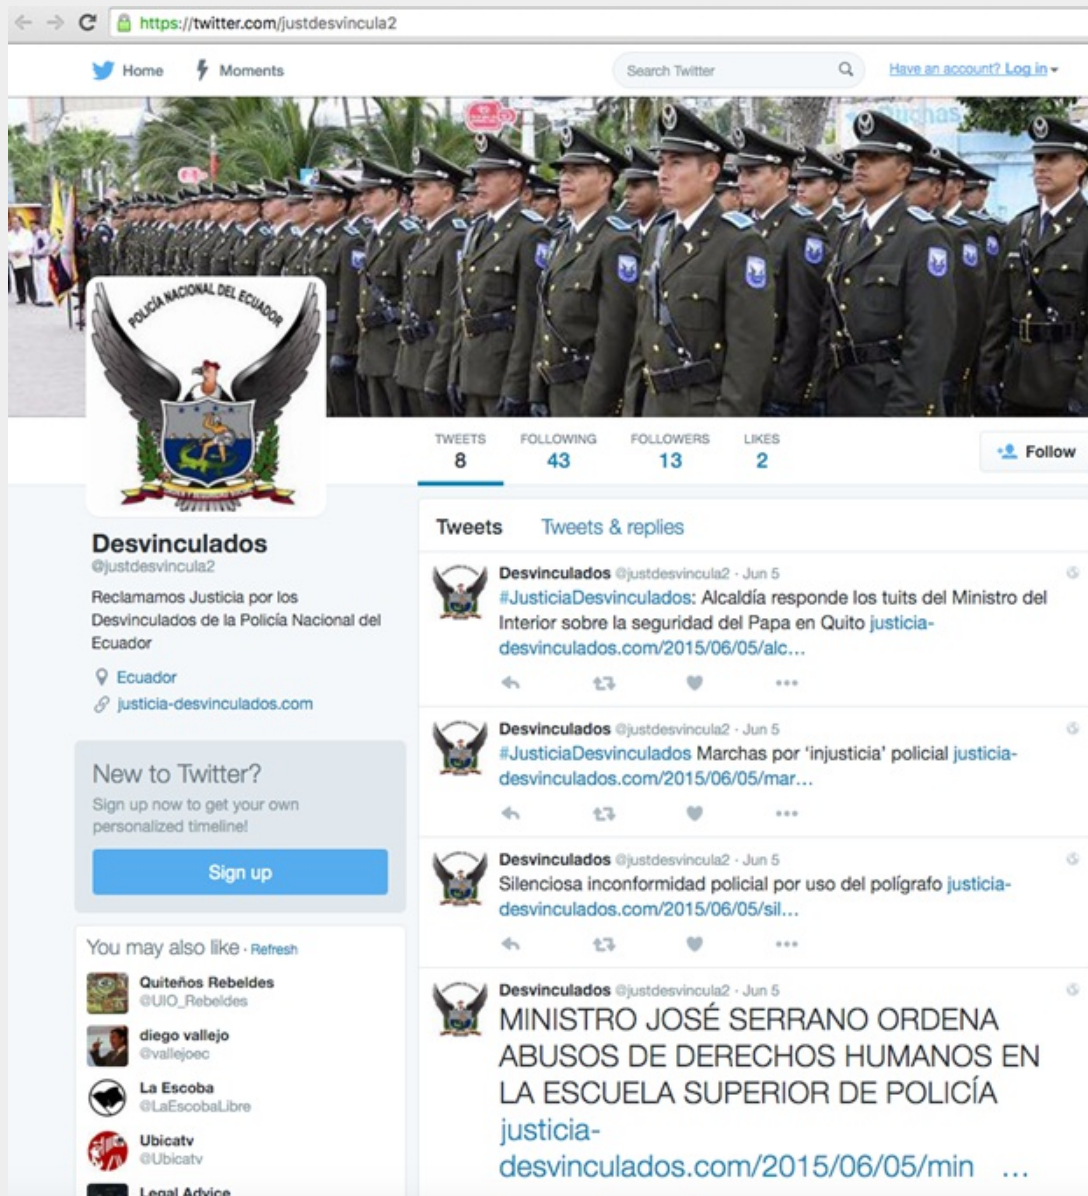 https://twitter.com/justdesvincula2
Home
Moments
Search Twitter
Have an account? Log in
POLICÍA NACIONAL DEL ECUADOR
TWEETS
8
FOLLOWING
43
FOLLOWERS
13
LIKES
2
Follow
Desvinculados
@justdesvincula2
Reclamamos Justicia por los
Desvinculados de la Policía Nacional del
Ecuador
Ecuador
justicia-desvinculados.com
New to Twitter?
Sign up now to get your own
personalized timeline!
Sign up
You may also like · Refresh
Quiteños Rebeldes
@UIO_Rebeldes
diego vallejo
@vallejoec
La Escoba
@LaEscobaLibre
Ubicatv
@Ubicatv
Legal Advice
Tweets
Tweets & replies
Desvinculados @justdesvincula2 · Jun 5
#JusticiaDesvinculados: Alcaldía responde los tuits del Ministro del
Interior sobre la seguridad del Papa en Quito justicia-
desvinculados.com/2015/06/05/alc...
Desvinculados @justdesvincula2 · Jun 5
#JusticiaDesvinculados Marchas por ‘injusticia’ policial justicia-
desvinculados.com/2015/06/05/mar...
Desvinculados @justdesvincula2 · Jun 5
Silenciosa inconformidad policial por uso del polígrafo justicia-
desvinculados.com/2015/06/05/sil...
Desvinculados @justdesvincula2 · Jun 5
MINISTRO JOSÉ SERRANO ORDENA
ABUSOS DE DERECHOS HUMANOS EN
LA ESCUELA SUPERIOR DE POLICÍA
justicia-
desvinculados.com/2015/06/05/min ...